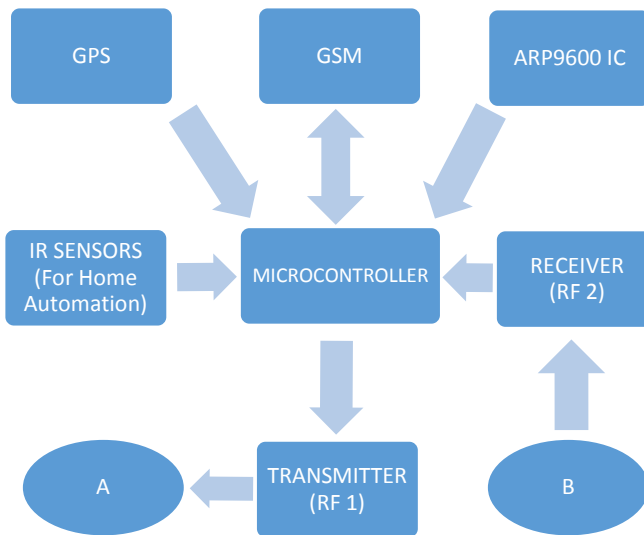 GPS
GSM
ARP9600 IC
IR SENSORS
(For Home
Automation)
MICROCONTROLLER
RECEIVER
(RF 2)
A
TRANSMITTER
(RF 1)
B